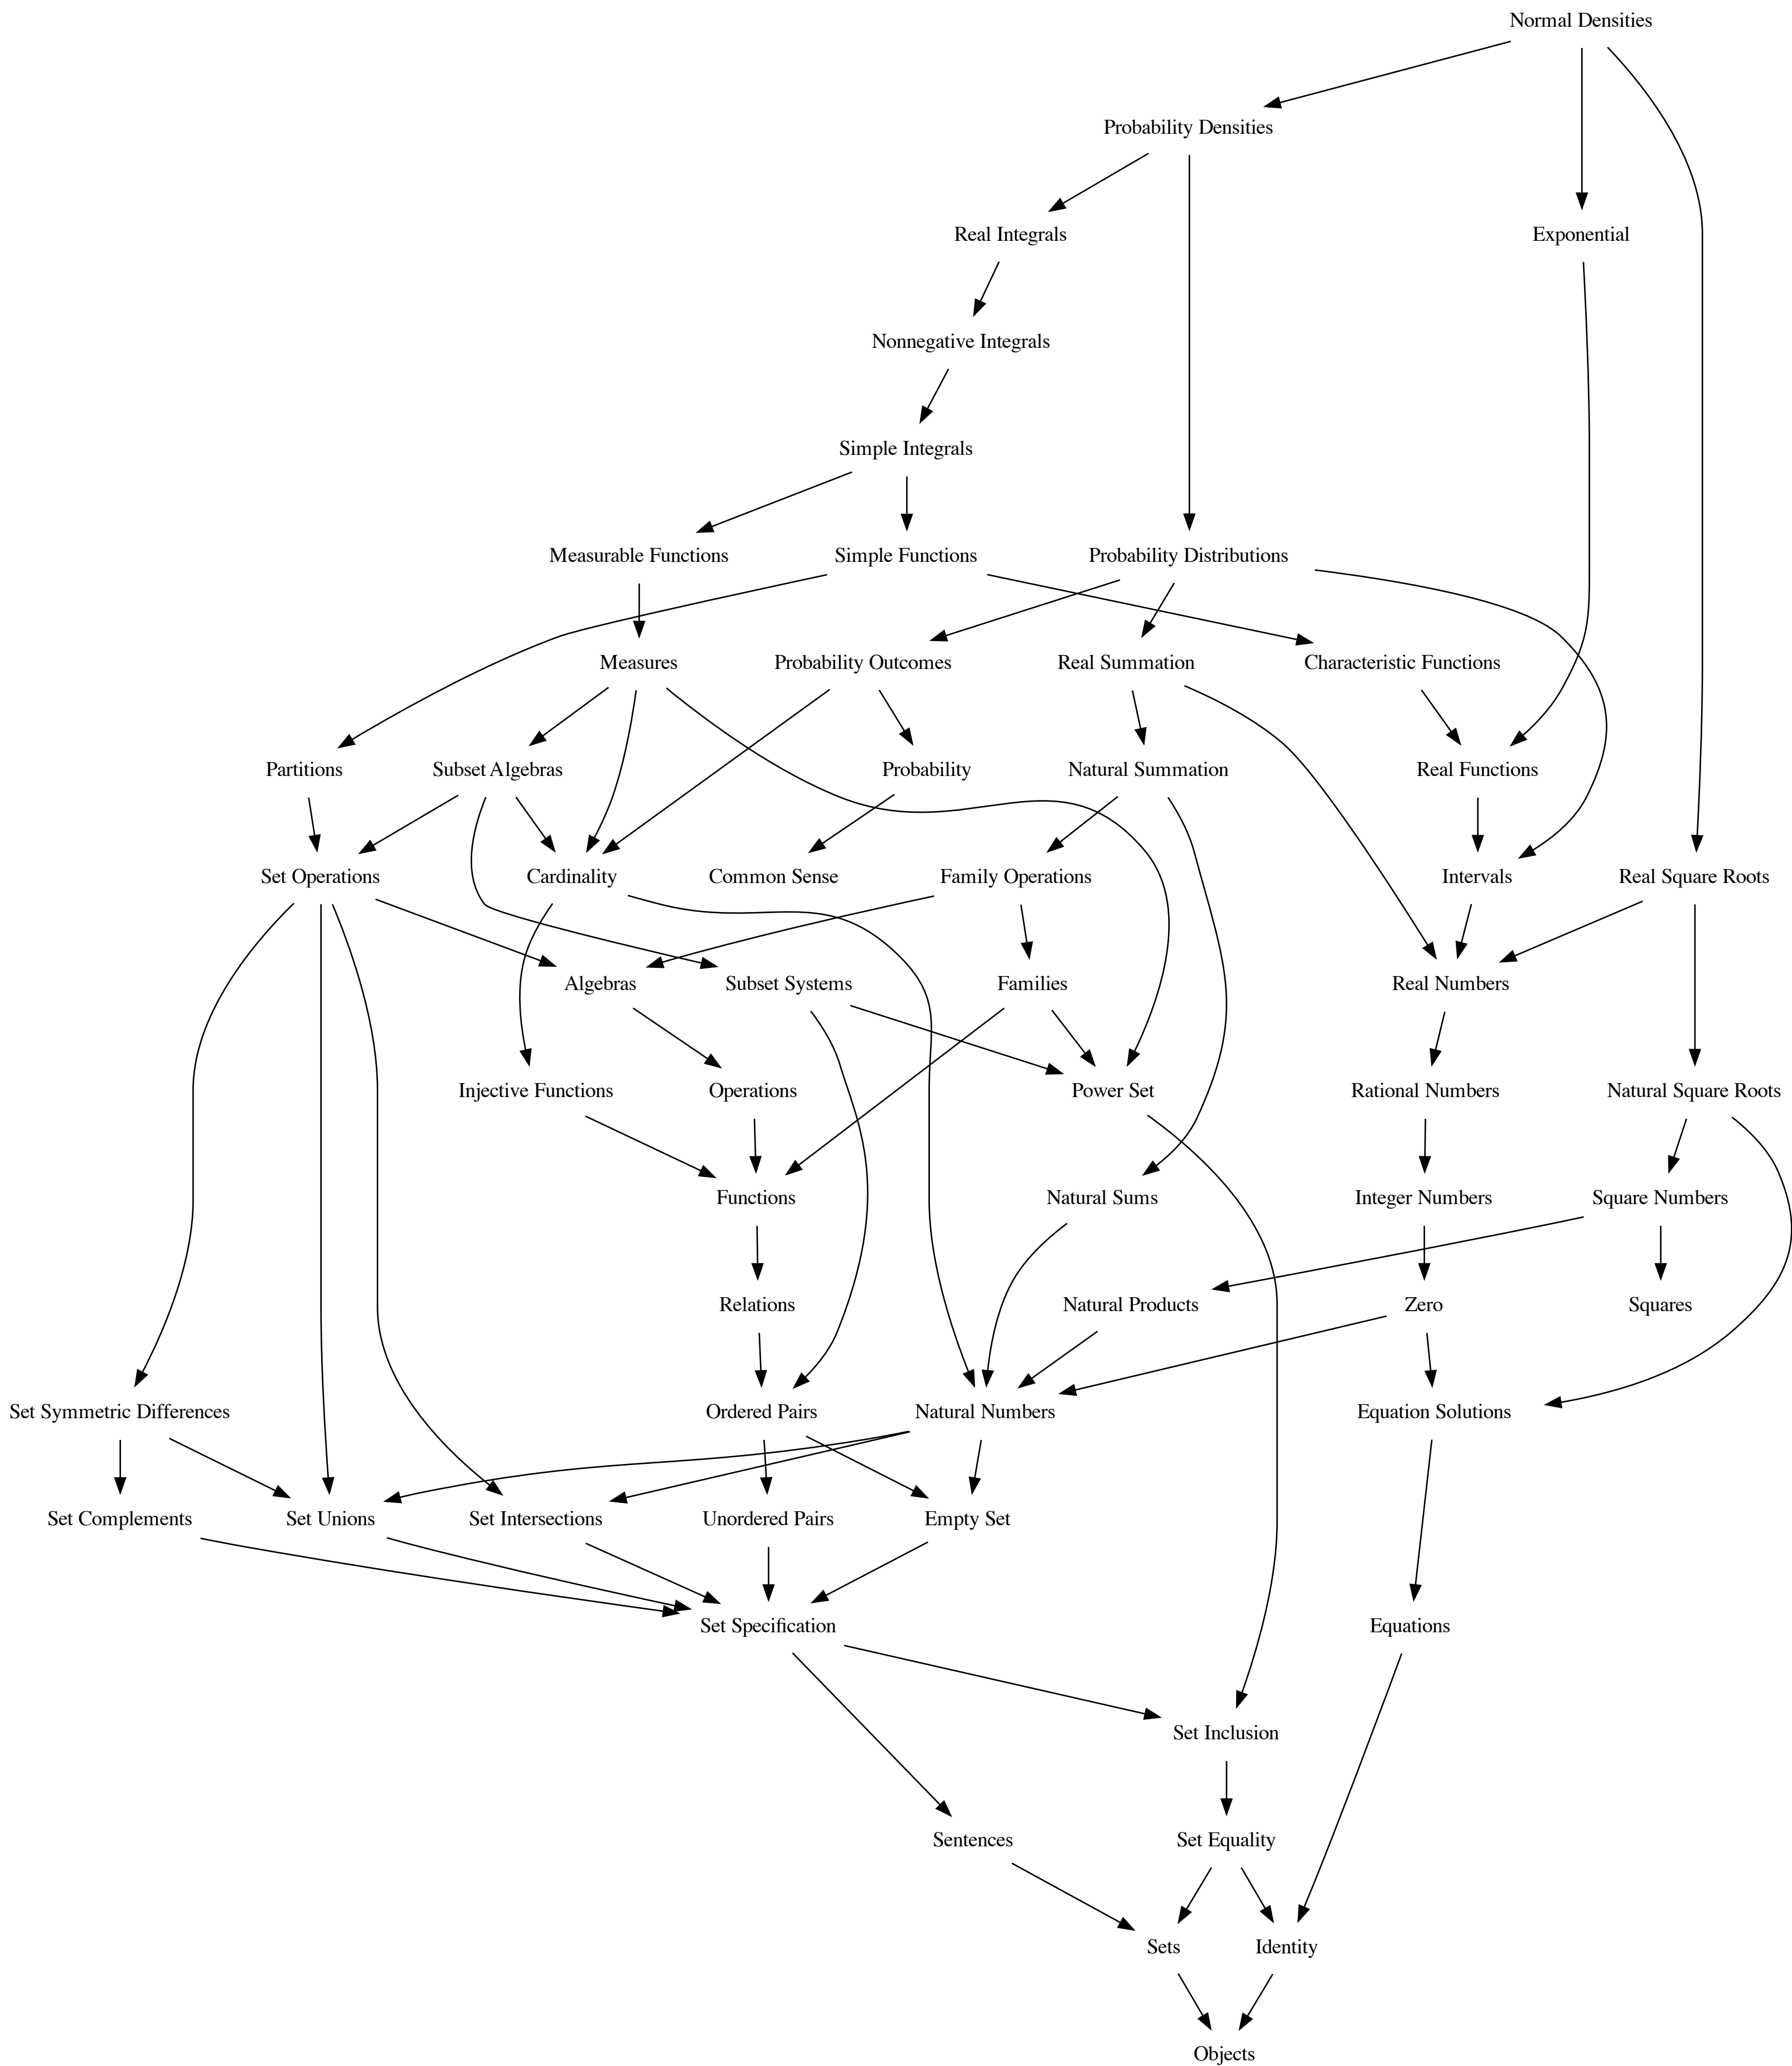 Normal Densities
Probability Densities
Real Integrals
Exponential
Nonnegative Integrals
Simple Integrals
Measurable Functions
Simple Functions
Probability Distributions
Measures
Probability Outcomes
Real Summation
Characteristic Functions
Partitions
Subset Algebras
Probability
Natural Summation
Real Functions
Set Operations
Cardinality
Common Sense
Family Operations
Intervals
Real Square Roots
Algebras
Subset Systems
Families
Real Numbers
Injective Functions
Operations
Power Set
Rational Numbers
Natural Square Roots
Functions
Natural Sums
Integer Numbers
Square Numbers
Relations
Natural Products
Zero
Squares
Set Symmetric Differences
Ordered Pairs
Natural Numbers
Equation Solutions
Set Complements
Set Unions
Set Intersections
Unordered Pairs
Empty Set
Set Specification
Equations
Set Inclusion
Sentences
Set Equality
Sets
Identity
Objects